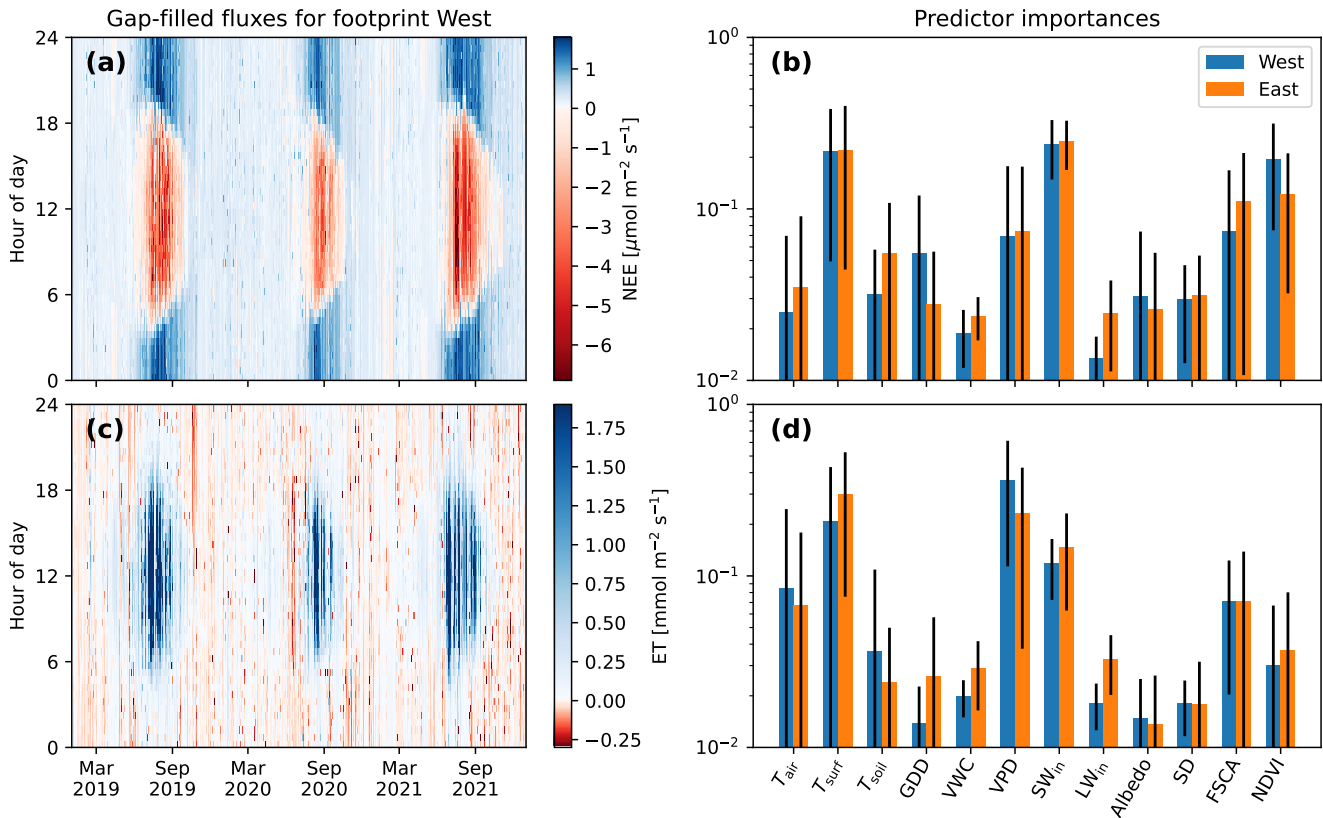 Gap-filled fluxes for footprint West
(a)
Hour of day
24
18
12
6
0
1
0
−1
−2
−3
−4
−5
−6
NEE [μmol m⁻² s⁻¹]
Predictor importances
(b)
West
East
10⁰
10⁻¹
10⁻²
(c)
Hour of day
24
18
12
6
0
Mar 2019
Sep 2019
Mar 2020
Sep 2020
Mar 2021
Sep 2021
1.75
1.50
1.25
1.00
0.75
0.50
0.25
0.00
−0.25
ET [mmol m⁻² s⁻¹]
(d)
10⁰
10⁻¹
10⁻²
T_air
T_surf
T_soil
GDD
VWC
VPD
SW_in
LW_in
Albedo
SD
FSCA
NDVI